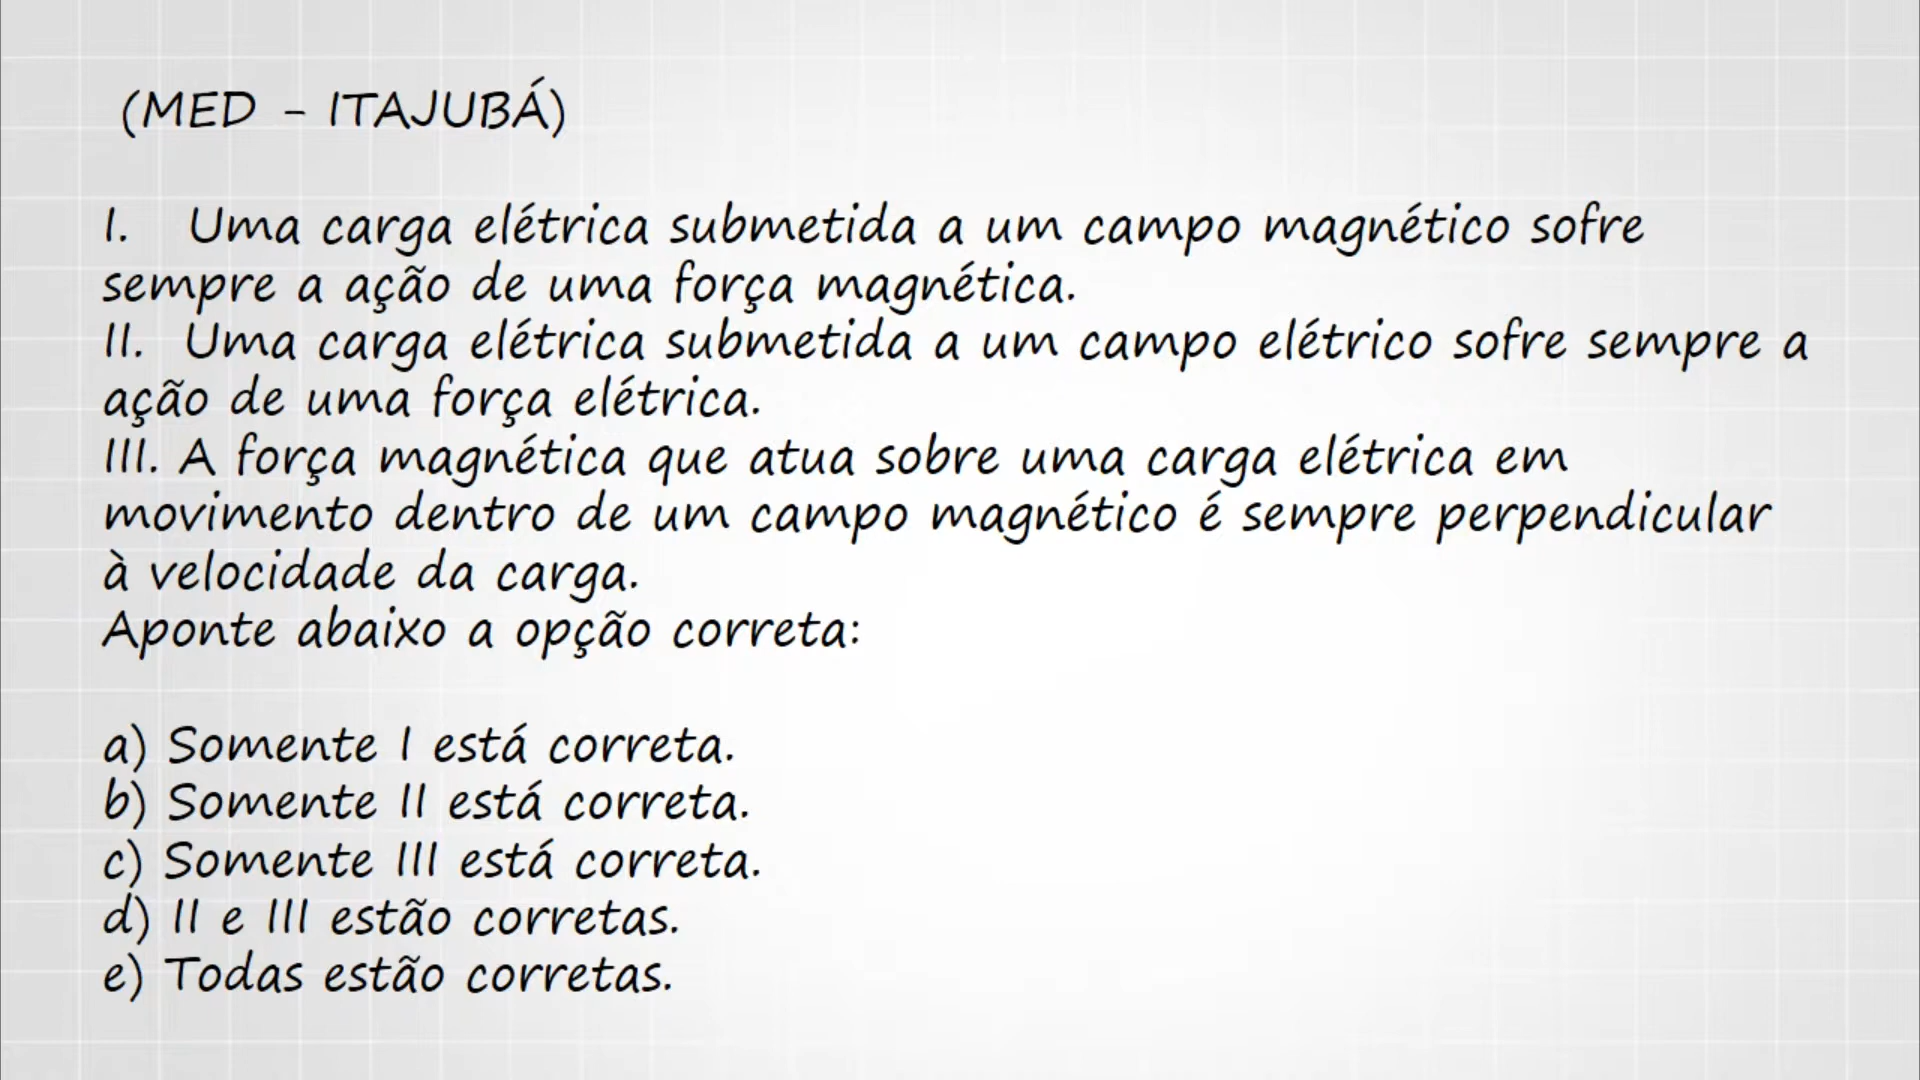 (MED - ITAJUBÁ)
I. Uma carga elétrica submetida a um campo magnético sofre
sempre a ação de uma força magnética.
II. Uma carga elétrica submetida a um campo elétrico sofre sempre a
ação de uma força elétrica.
III. A força magnética que atua sobre uma carga elétrica em
movimento dentro de um campo magnético é sempre perpendicular
à velocidade da carga.
Aponte abaixo a opção correta:
a) Somente I está correta.
b) Somente II está correta.
c) Somente III está correta.
d) II e III estão corretas.
e) Todas estão corretas.